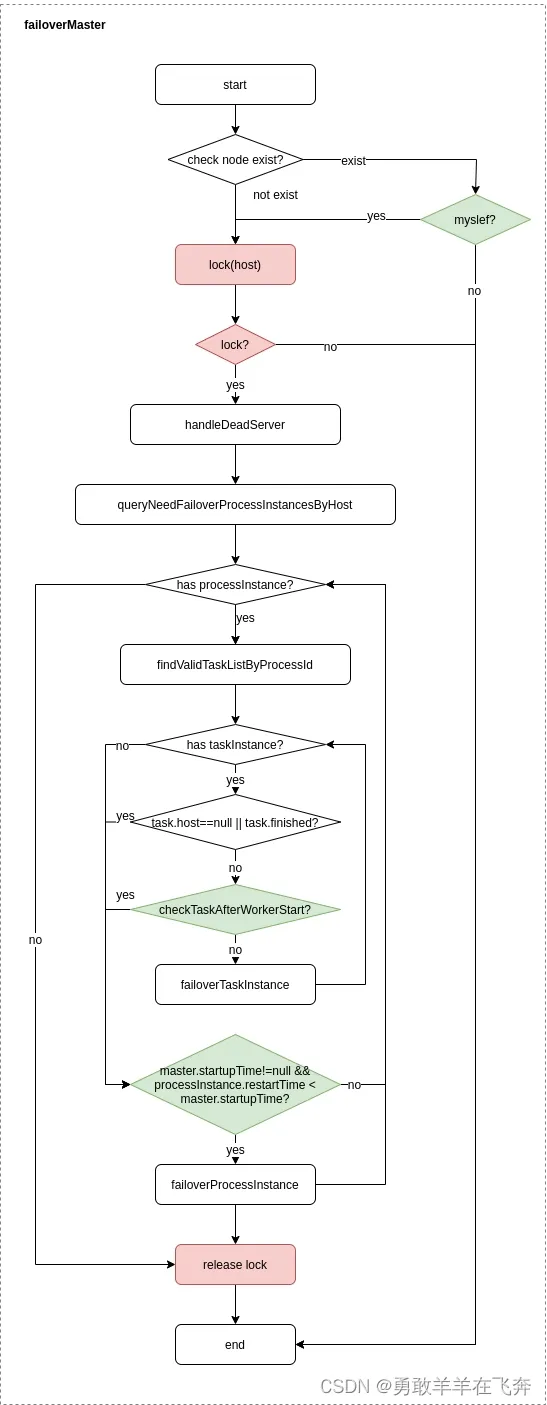 failoverMaster
start
check node exist?
exist
not exist
yes
myslef?
lock(host)
no
lock?
no
yes
handleDeadServer
queryNeedFailoverProcessInstancesByHost
has processInstance?
yes
findValidTaskListByProcessId
no
has taskInstance?
yes
yes
task.host==null || task.finished?
no
yes
checkTaskAfterWorkerStart?
no
no
failoverTaskInstance
master.startupTime!=null &&
processInstance.restartTime <
master.startupTime?
no
yes
failoverProcessInstance
release lock
end
CSDN @勇敢羊羊在飞奔